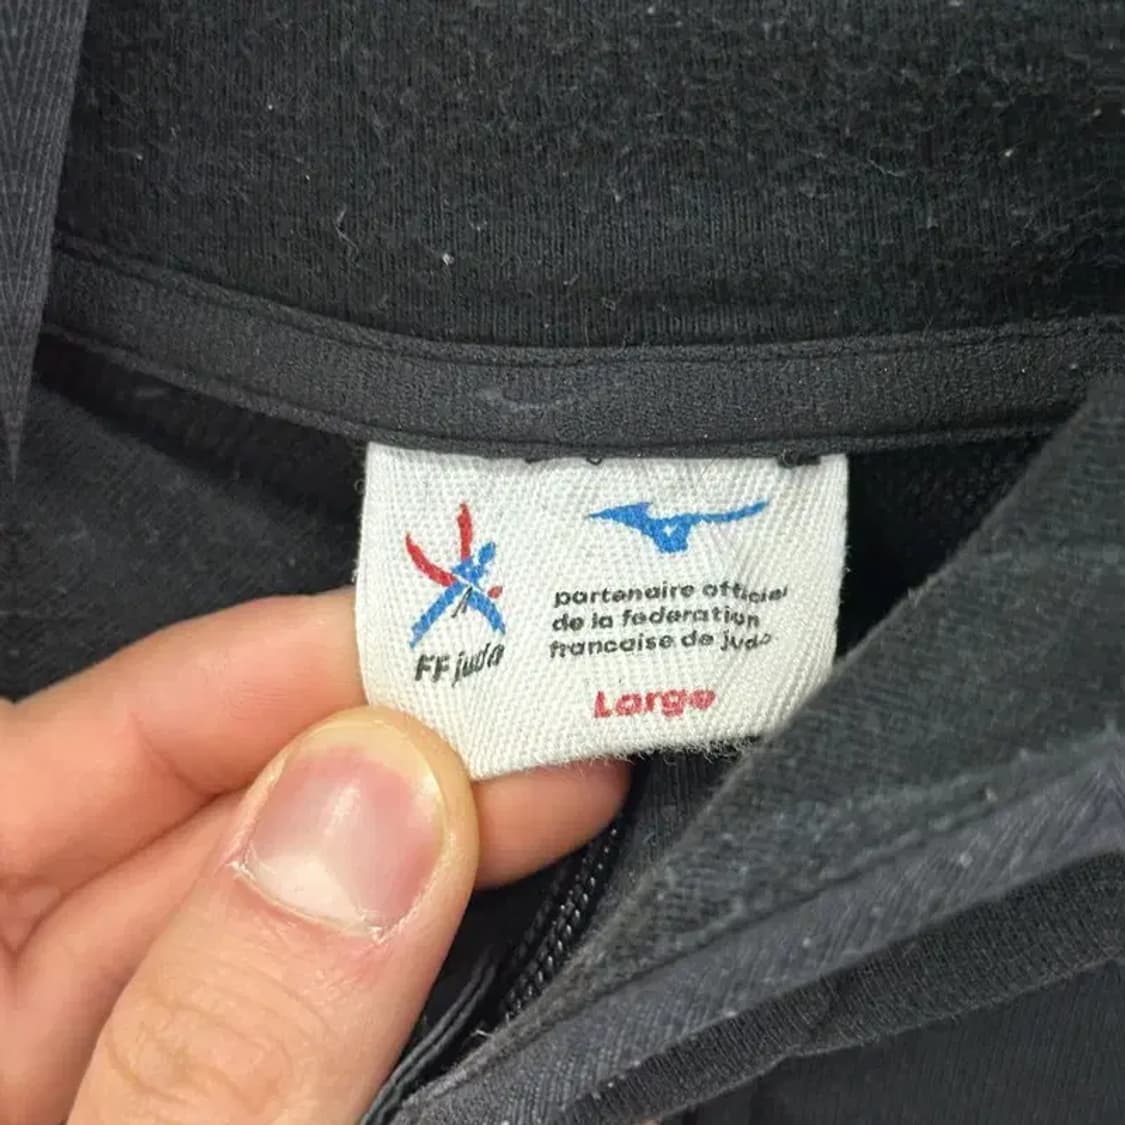 FF judo
partenaire officiel
de la federation
francaise de judo
Large